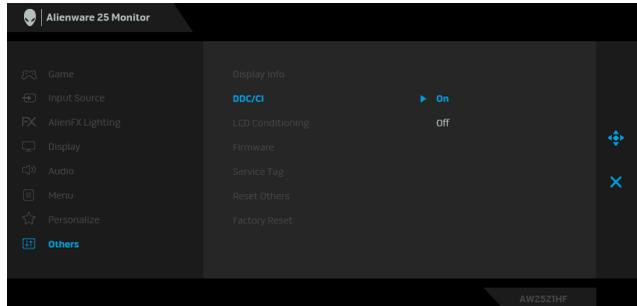 Alienware 25 Monitor
Game
Input Source
AlienFX Lighting
Display
Audio
Menu
Personalize
Others
Display Info
DDC/CI
On
LCD Conditioning
Off
Firmware
Service Tag
Reset Others
Factory Reset
AW2521HF